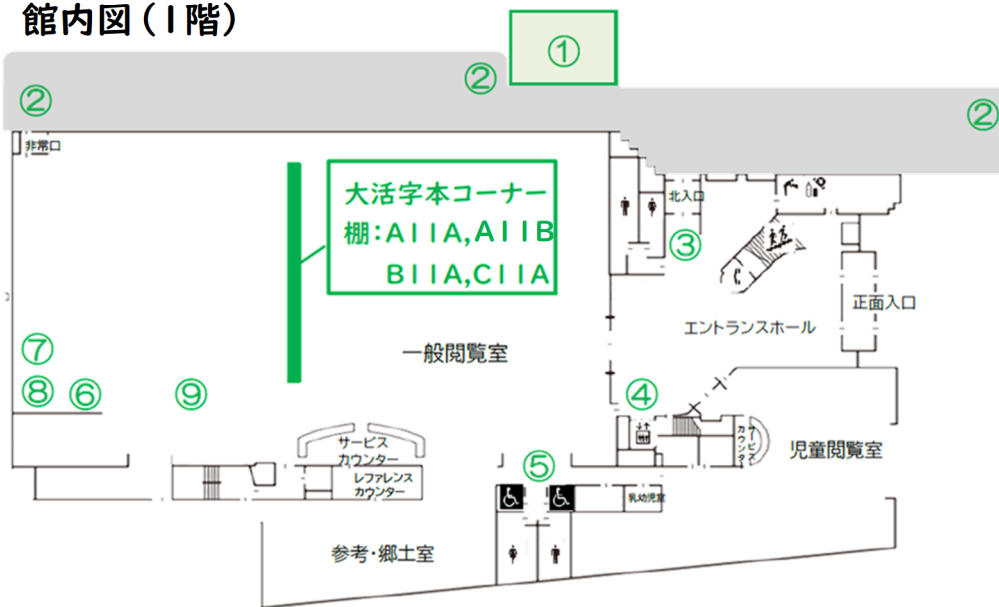 館内図（1階）
①
②
②
②
非常口
大活字本コーナー
棚：A11A,A11B
B11A,C11A
北入口
③
正面入口
エントランスホール
一般閲覧室
⑦
⑧
⑥
⑨
④
サービス
カウンター
サービス
カウンター
児童閲覧室
レファレンス
カウンター
⑤
乳幼児室
参考・郷土室